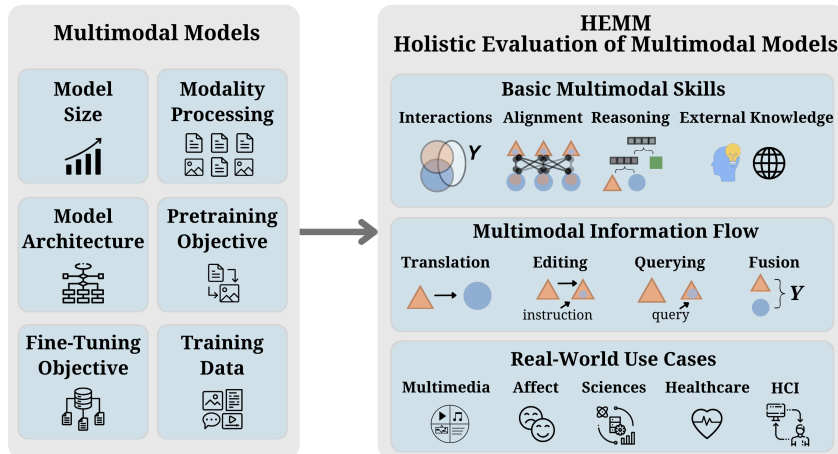 Multimodal Models
Model
Size
Modality
Processing
Model
Architecture
Pretraining
Objective
Fine-Tuning
Objective
Training
Data
HEMM
Holistic Evaluation of Multimodal Models
Basic Multimodal Skills
Interactions Alignment Reasoning External Knowledge
Y
Multimodal Information Flow
Translation Editing Querying Fusion
Y
instruction query
Real-World Use Cases
Multimedia Affect Sciences Healthcare HCI